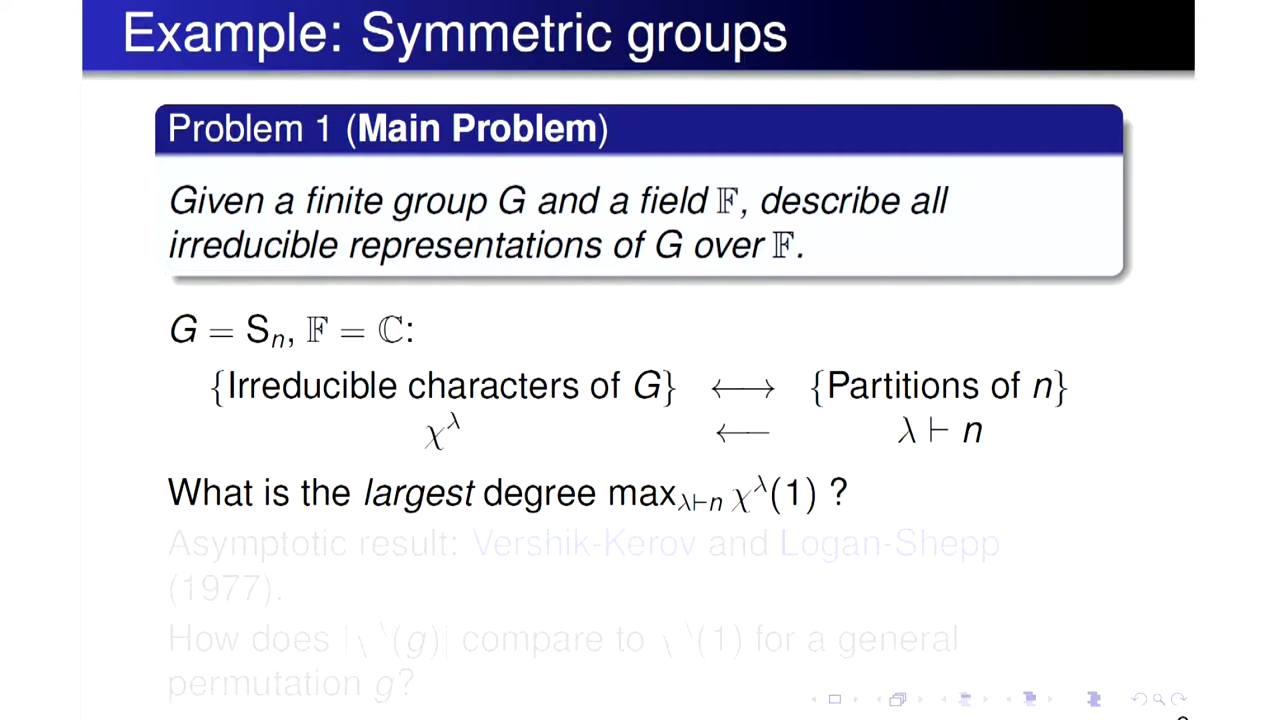 Example: Symmetric groups
Problem 1 (Main Problem)
Given a finite group G and a field 𝔽, describe all
irreducible representations of G over 𝔽.
G = Sₙ, 𝔽 = ℂ:
{Irreducible characters of G} ⟷ {Partitions of n}
χ^λ ⟵ λ ⊢ n
What is the largest degree max_{λ⊢n} χ^λ(1) ?
Asymptotic result: Vershik-Kerov and Logan-Shepp
(1977).
How does |χ^λ(g)| compare to χ^λ(1) for a general
permutation g?